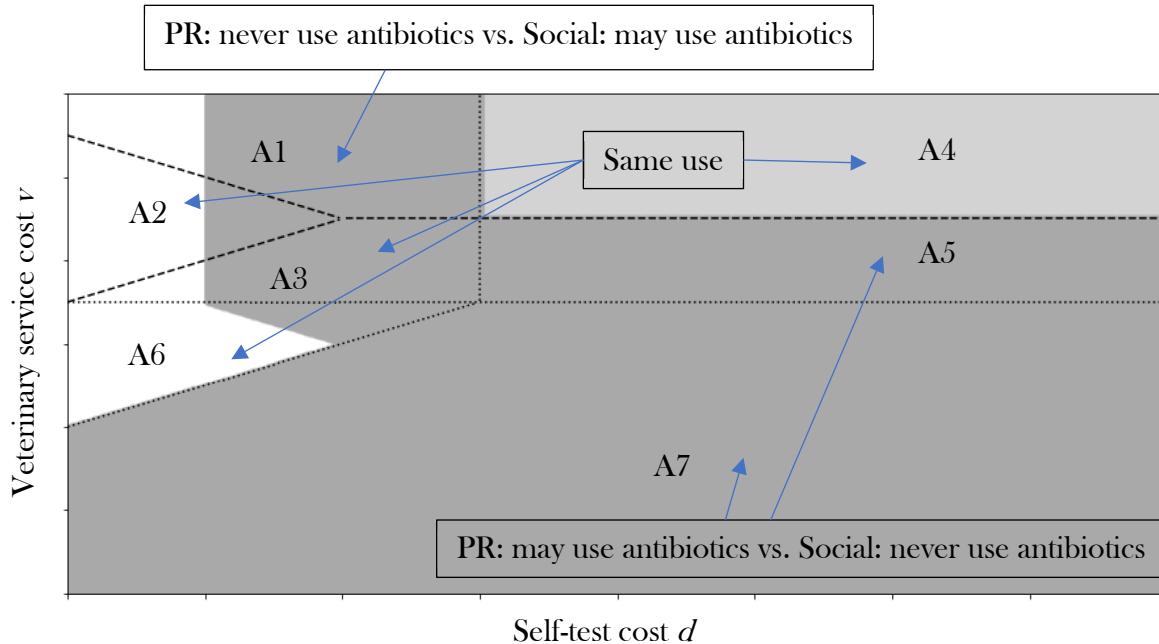 PR: never use antibiotics vs. Social: may use antibiotics
A1
Same use
A4
A2
A5
A3
A6
A7
PR: may use antibiotics vs. Social: never use antibiotics
Veterinary service cost v
Self-test cost d